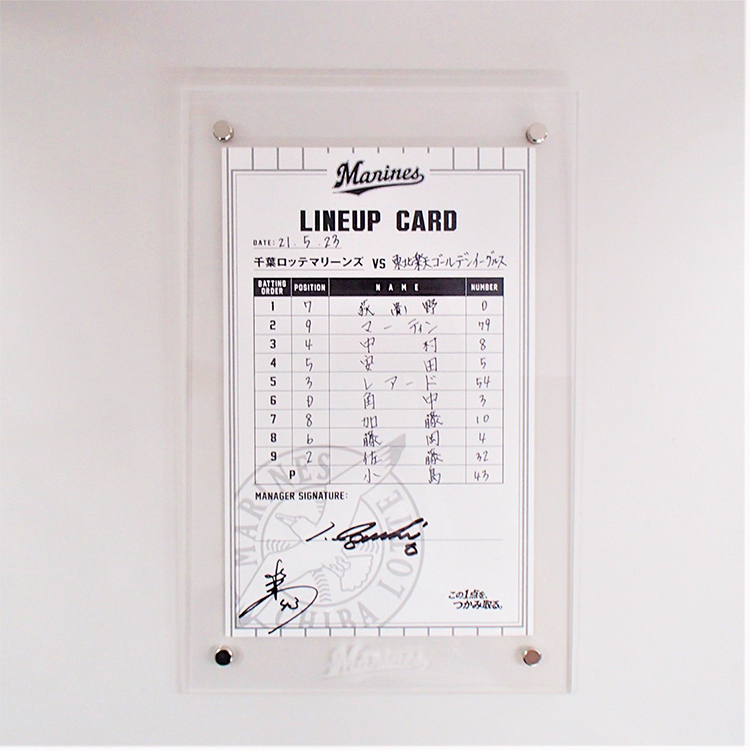 Marines
LINEUP CARD
DATE: 21.5.23
千葉ロッテマリーンズ VS 東北楽天ゴールデンイーグルス
BATTING ORDER POSITION NAME NUMBER
1 7 荻貴野 0
2 9 マーティン 79
3 4 中村 8
4 5 安田 5
5 3 レアード 54
6 D 角中 3
7 8 加藤 10
8 6 藤岡 4
9 2 佐藤 32
P 小島 43
MANAGER SIGNATURE:
MARINES
CHIBA LOTTE
43
この1点を、
つかみ取る。
Marines